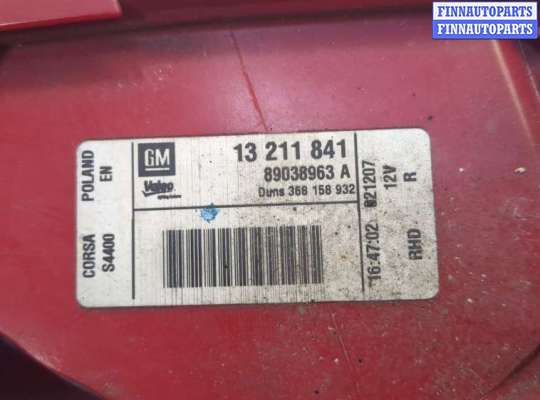 FINNAUTOPARTS
FINNAUTOPARTS
CORSA POLAND
S4400 EN
GM
Valeo
13 211 841
89038963 A
Duns 368 158 932
16:47:02 021207
12V
RHD R